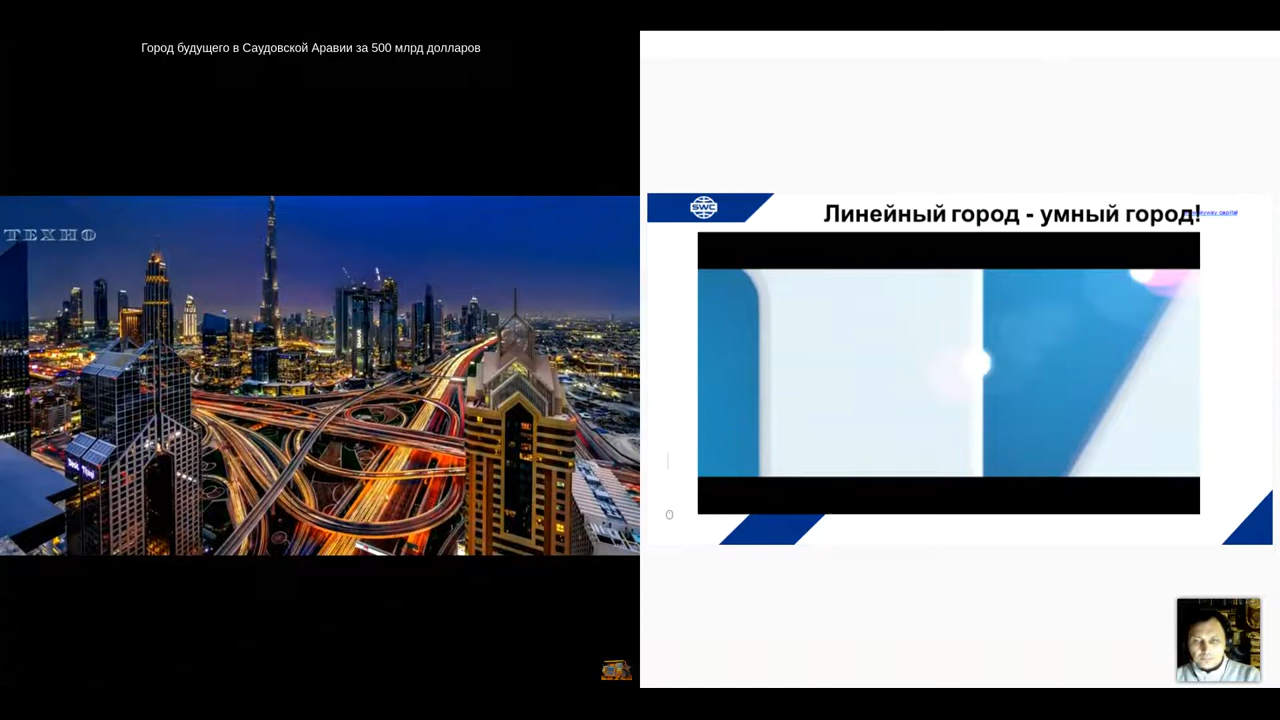 Город будущего в Саудовской Аравии за 500 млрд долларов
ТЕХНО
SWC
Линейный город - умный город!